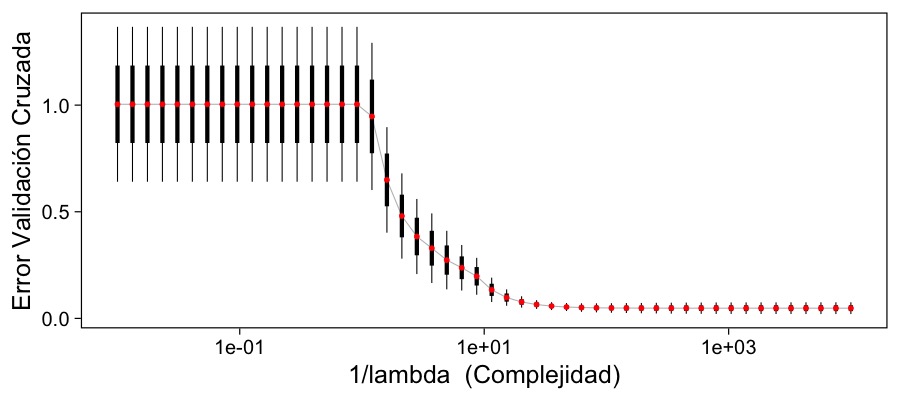 Error Validación Cruzada
1.0
0.5
0.0
1e-01 1e+01 1e+03
1/lambda (Complejidad)